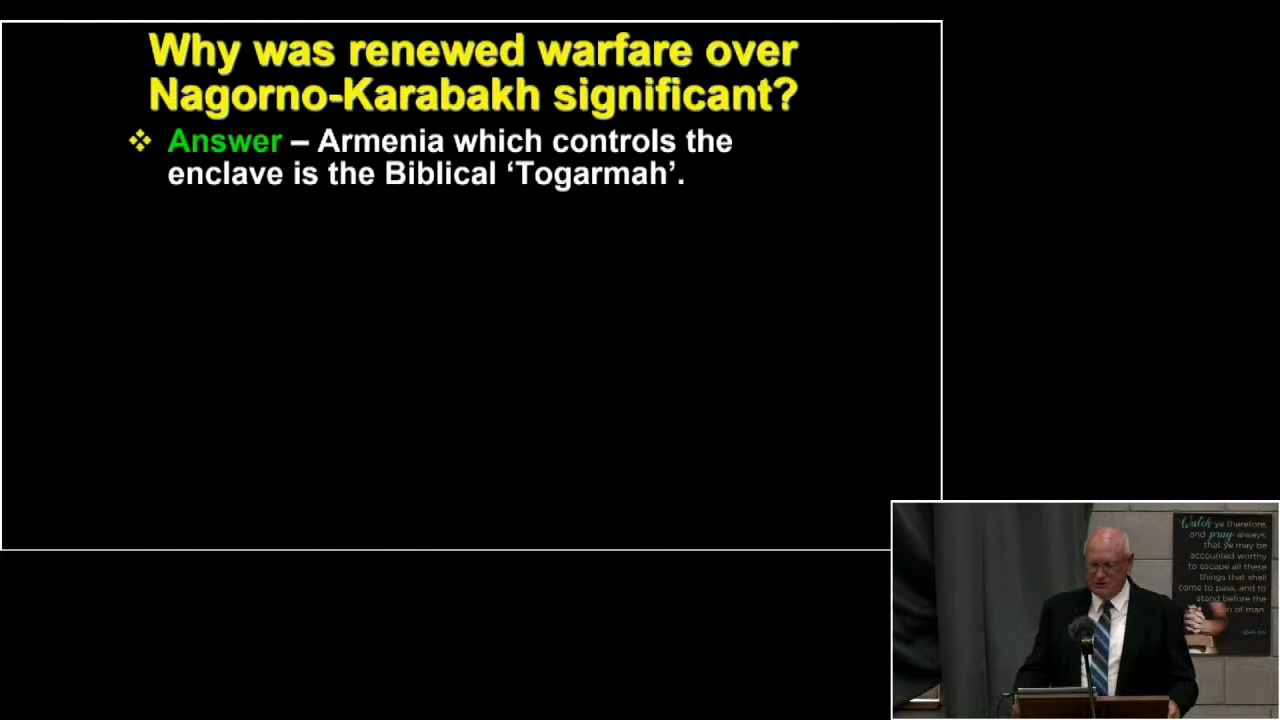 Why was renewed warfare over
Nagorno-Karabakh significant?
❖ Answer – Armenia which controls the
enclave is the Biblical ‘Togarmah’.
Watch ye therefore,
and pray always,
that ye may be
accounted worthy
to escape all these
things that shall
come to pass, and to
stand before the
son of man.